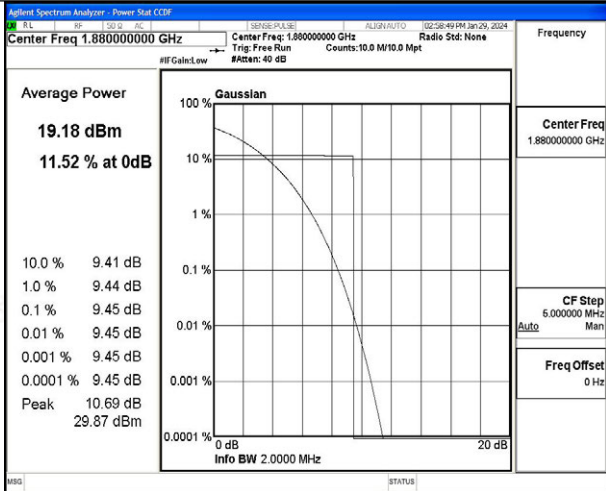 Agilent Spectrum Analyzer - Power Stat CCDF
RL RF 50 Ω AC SENSE:PULSE ALIGN AUTO 02:58:49 PM Jan 29, 2024
Center Freq 1.880000000 GHz
Center Freq: 1.880000000 GHz Radio Std: None
Trig: Free Run Counts:10.0 M/10.0 Mpt
#IFGain:Low #Atten: 40 dB
Frequency
Average Power
19.18 dBm
11.52 % at 0dB
10.0 % 9.41 dB
1.0 % 9.44 dB
0.1 % 9.45 dB
0.01 % 9.45 dB
0.001 % 9.45 dB
0.0001 % 9.45 dB
Peak 10.69 dB
29.87 dBm
Gaussian
100 %
10 %
1 %
0.1 %
0.01 %
0.001 %
0.0001 %
0 dB 20 dB
Info BW 2.0000 MHz
Center Freq
1.880000000 GHz
CF Step
5.000000 MHz
Auto Man
Freq Offset
0 Hz
MSG STATUS